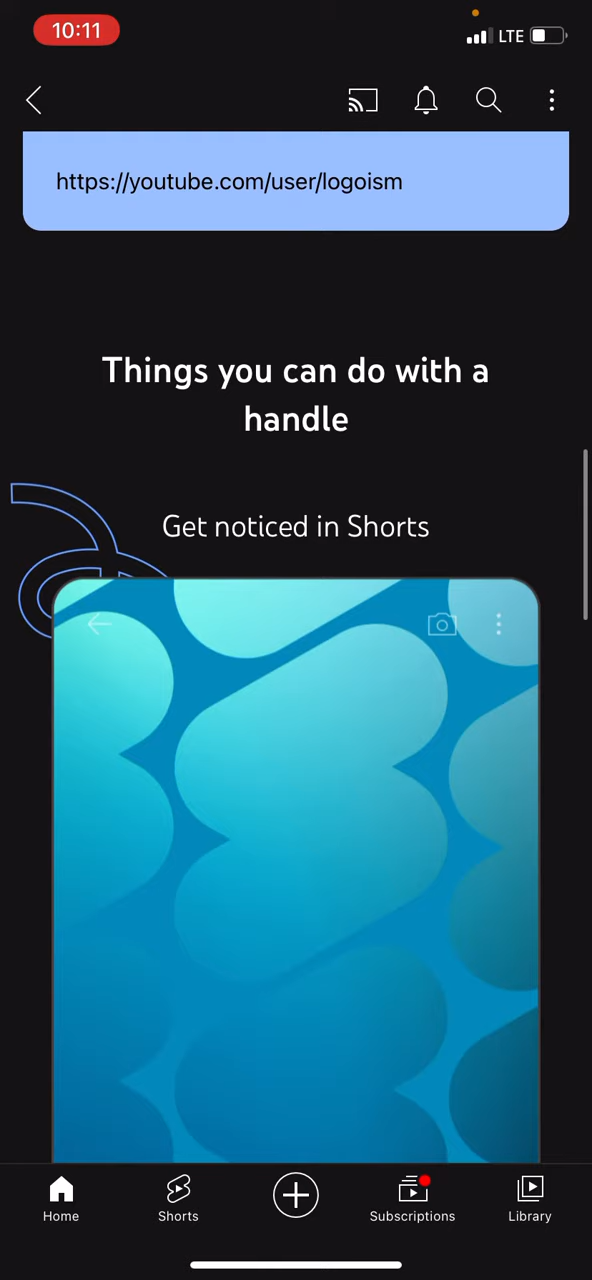 10:11
LTE
https://youtube.com/user/logoism
Things you can do with a
handle
Get noticed in Shorts
Home
Shorts
Subscriptions
Library